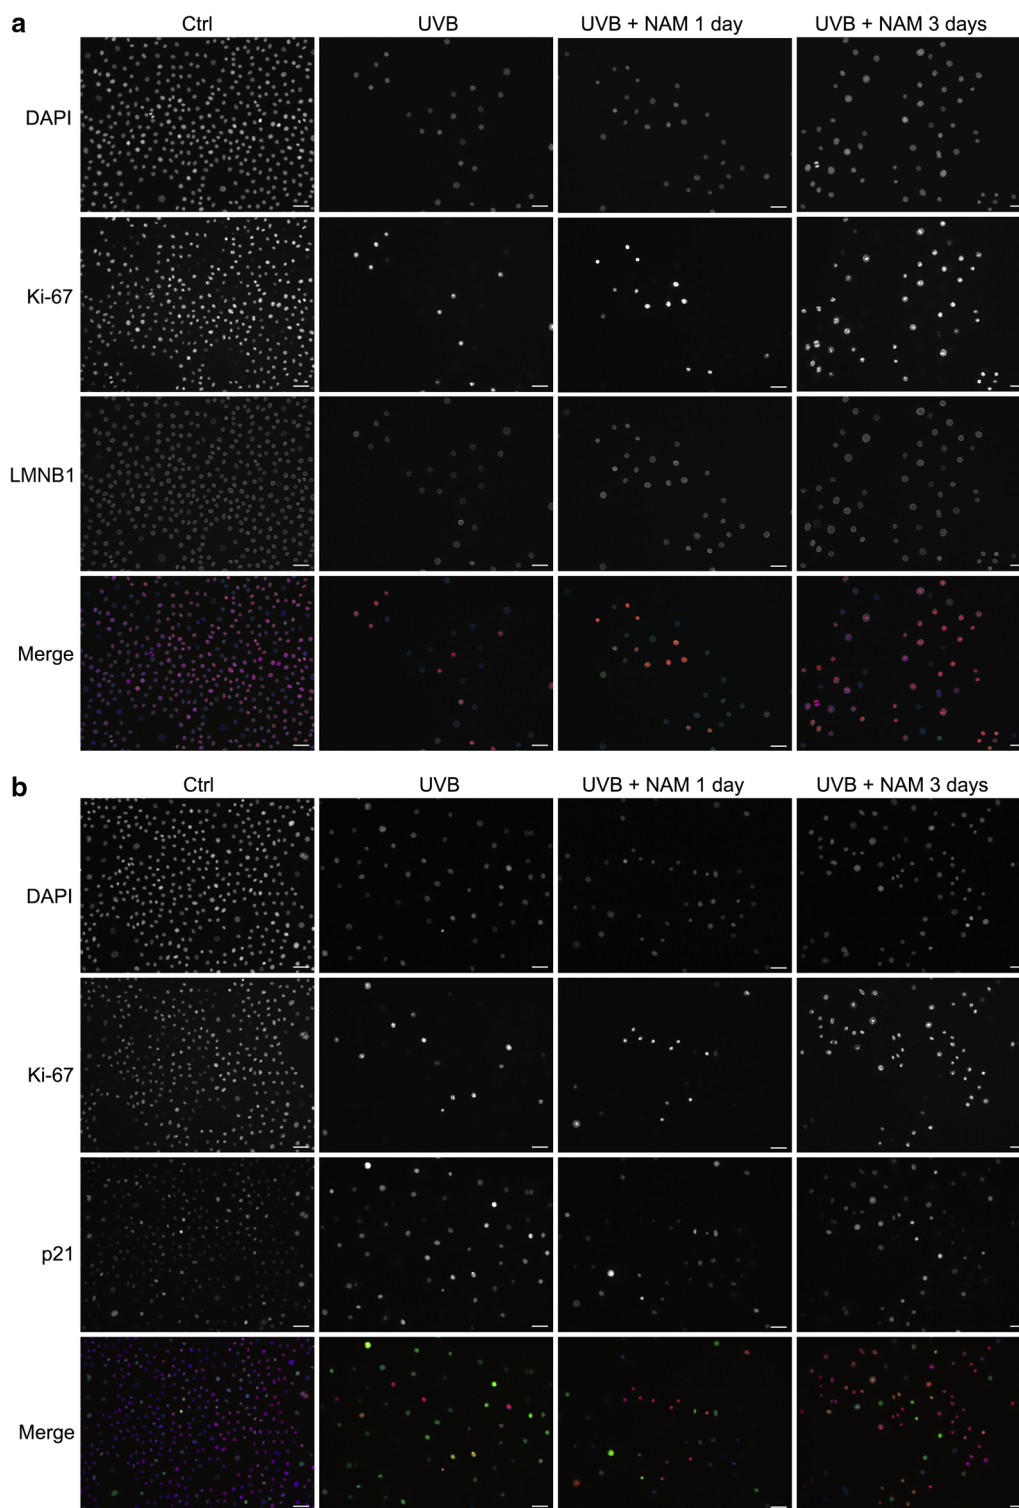 a
Ctrl UVB UVB + NAM 1 day UVB + NAM 3 days
DAPI
Ki-67
LMNB1
Merge
b
Ctrl UVB UVB + NAM 1 day UVB + NAM 3 days
DAPI
Ki-67
p21
Merge